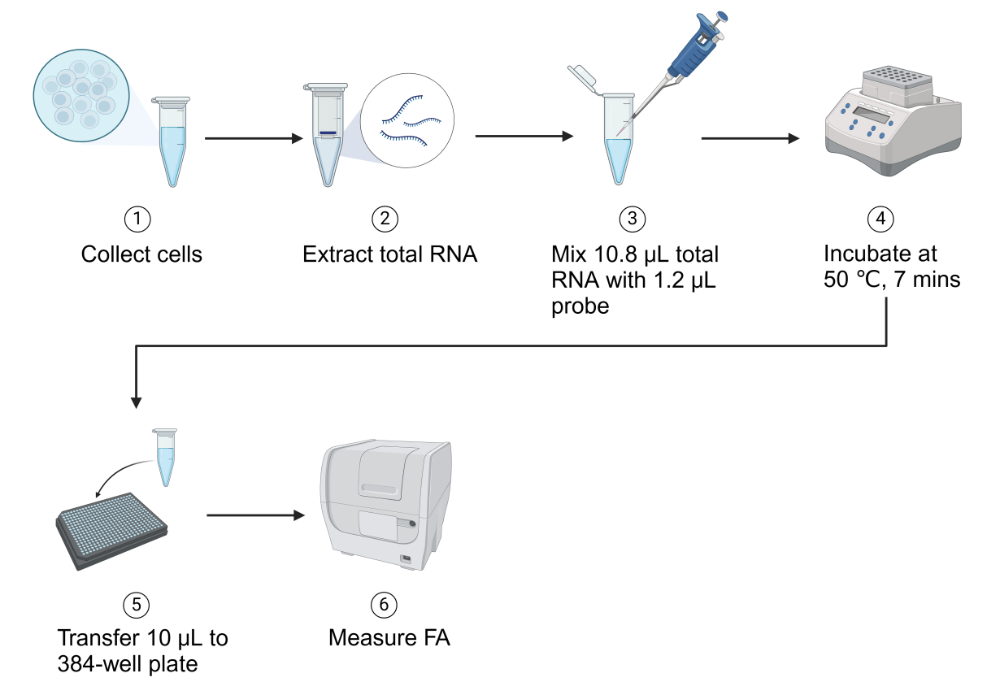 1
Collect cells
2
Extract total RNA
3
Mix 10.8 µL total
RNA with 1.2 µL
probe
4
Incubate at
50 ℃, 7 mins
5
Transfer 10 µL to
384-well plate
6
Measure FA